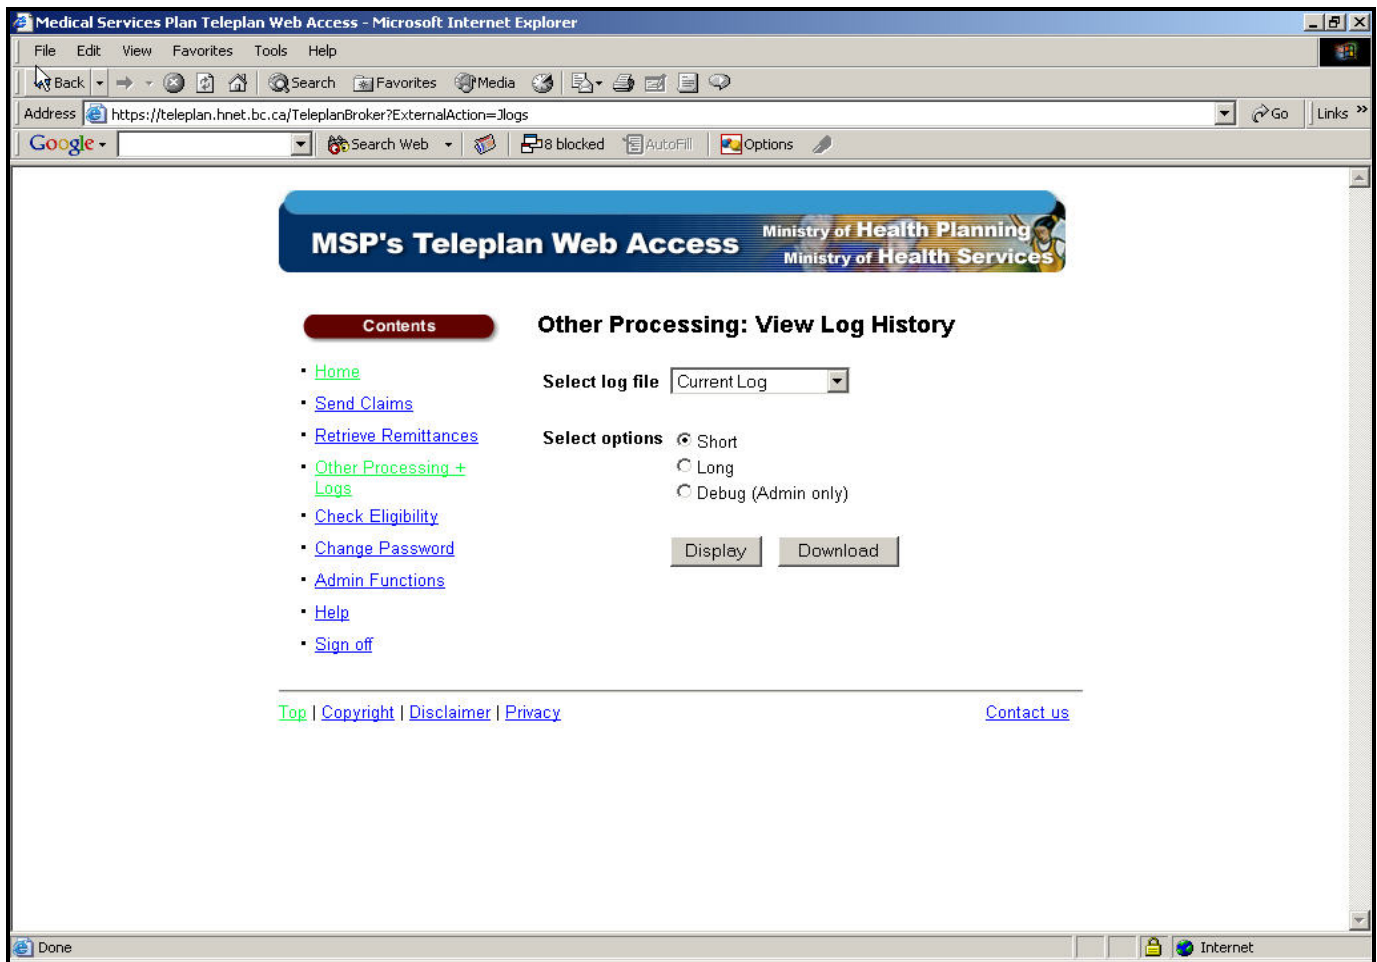 Medical Services Plan Teleplan Web Access - Microsoft Internet Explorer
File Edit View Favorites Tools Help
Back Search Favorites Media
Address https://teleplan.hnet.bc.ca/TeleplanBroker?ExternalAction=Jlogs Go Links »
Google Search Web 8 blocked AutoFill Options
MSP's Teleplan Web Access
Ministry of Health Planning
Ministry of Health Services
Contents
Home
Send Claims
Retrieve Remittances
Other Processing +
Logs
Check Eligibility
Change Password
Admin Functions
Help
Sign off
Other Processing: View Log History
Select log file Current Log
Select options Short
Long
Debug (Admin only)
Display Download
Top | Copyright | Disclaimer | Privacy Contact us
Done Internet